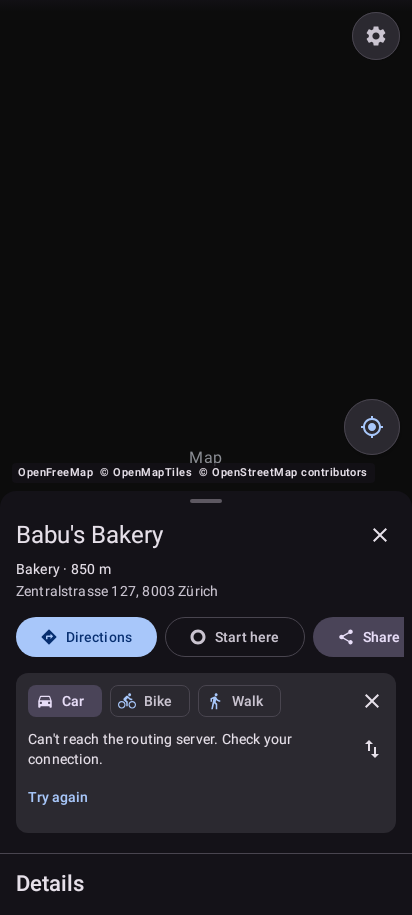 Map
OpenFreeMap © OpenMapTiles © OpenStreetMap contributors
Babu's Bakery
Bakery · 850 m
Zentralstrasse 127, 8003 Zürich
Directions
Start here
Share
Car
Bike
Walk
Can't reach the routing server. Check your
connection.
Try again
Details